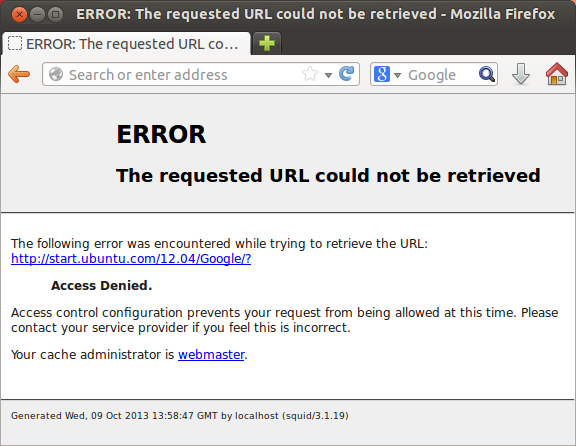 ERROR: The requested URL could not be retrieved - Mozilla Firefox
ERROR: The requested URL co...
Search or enter address
8 Google
ERROR
The requested URL could not be retrieved
The following error was encountered while trying to retrieve the URL:
http://start.ubuntu.com/12.04/Google/?
Access Denied.
Access control configuration prevents your request from being allowed at this time. Please
contact your service provider if you feel this is incorrect.
Your cache administrator is webmaster.
Generated Wed, 09 Oct 2013 13:58:47 GMT by localhost (squid/3.1.19)